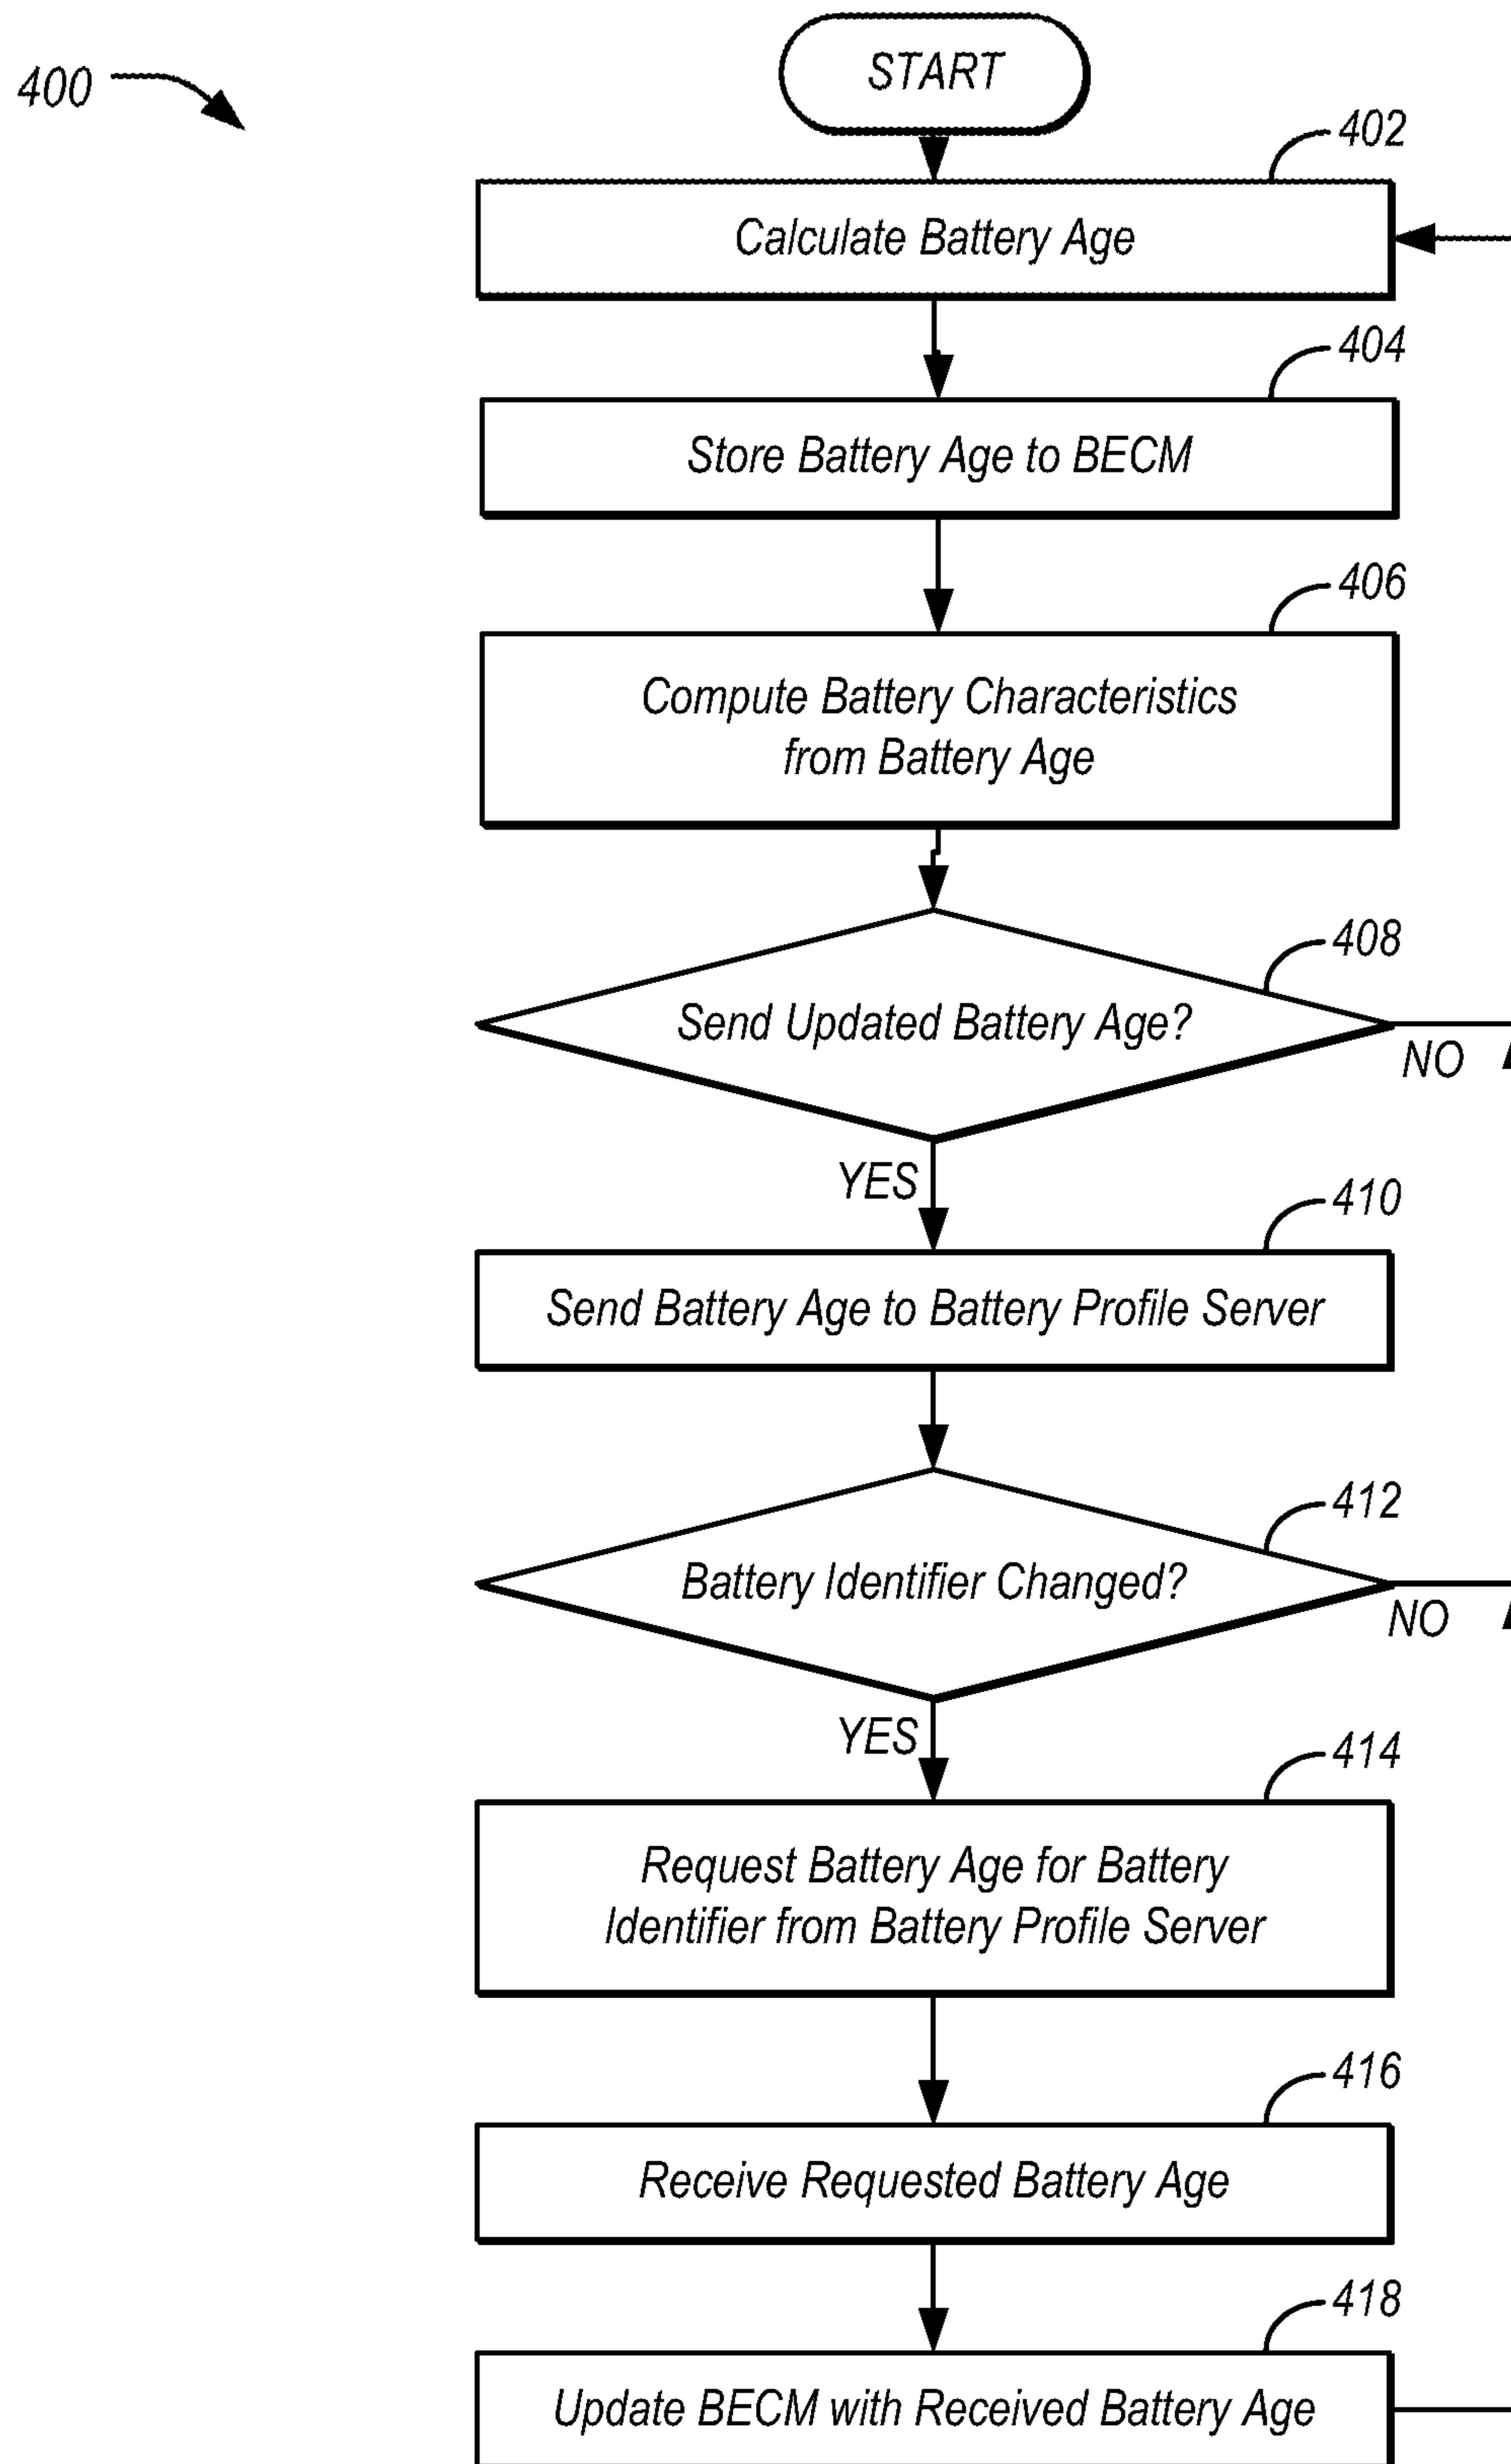 400
START
402
Calculate Battery Age
404
Store Battery Age to BECM
406
Compute Battery Characteristics
from Battery Age
408
Send Updated Battery Age?
NO
YES
410
Send Battery Age to Battery Profile Server
412
Battery Identifier Changed?
NO
YES
414
Request Battery Age for Battery
Identifier from Battery Profile Server
416
Receive Requested Battery Age
418
Update BECM with Received Battery Age